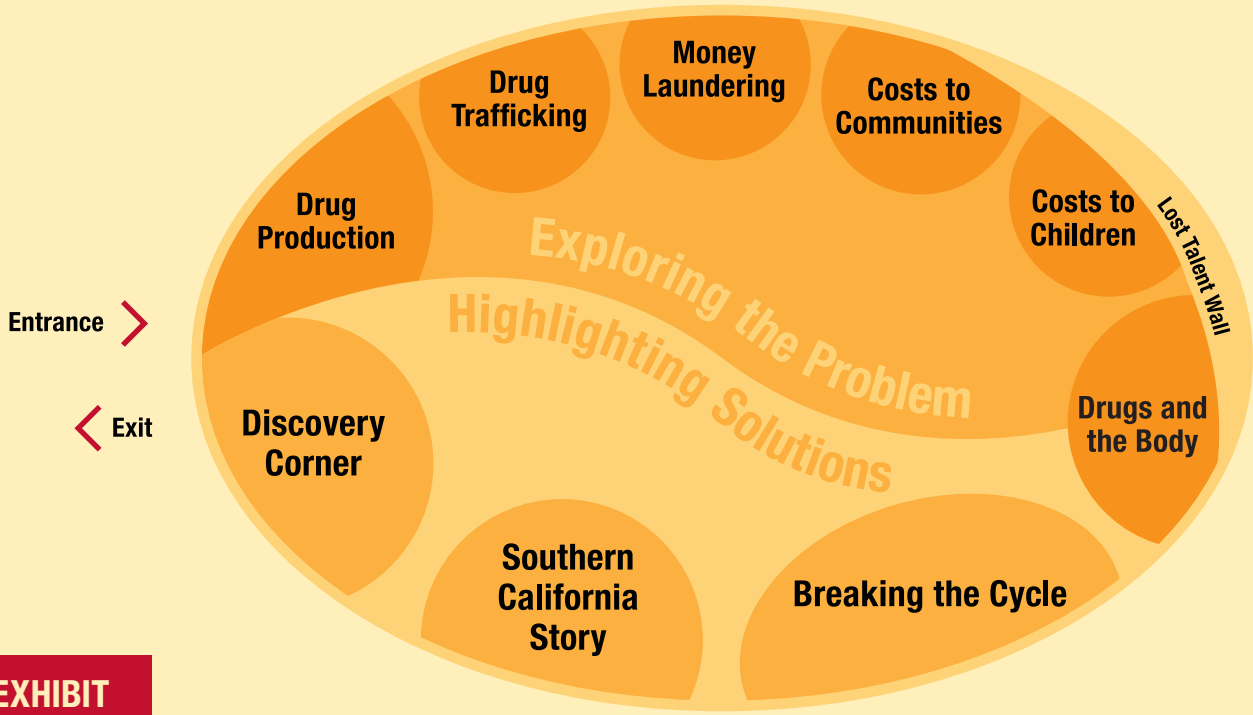 Entrance
Exit
Drug
Production
Drug
Trafficking
Money
Laundering
Costs to
Communities
Costs to
Children
Lost Talent Wall
Drugs and
the Body
Exploring the Problem
Highlighting Solutions
Discovery
Corner
Southern
California
Story
Breaking the Cycle
EXHIBIT